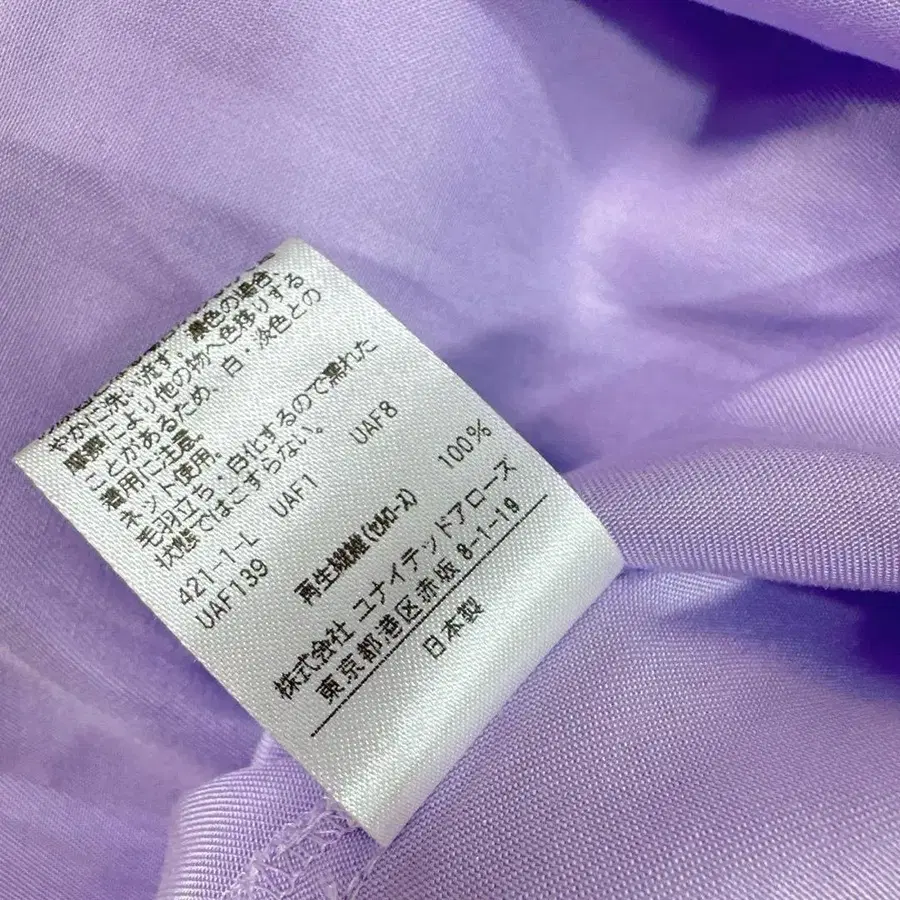 やかに洗い流す。濃色の場合、
摩擦により他の物へ色移りする
ことがあるため、白・淡色との
着用に注意。
ネット使用。
毛羽立ち・白化するので濡れた
状態ではこすらない。
421-1-L UAF1 UAF8
UAF139
再生繊維(セルロース) 100%
株式会社 ユナイテッドアローズ
東京都港区赤坂 8-1-19
日本製